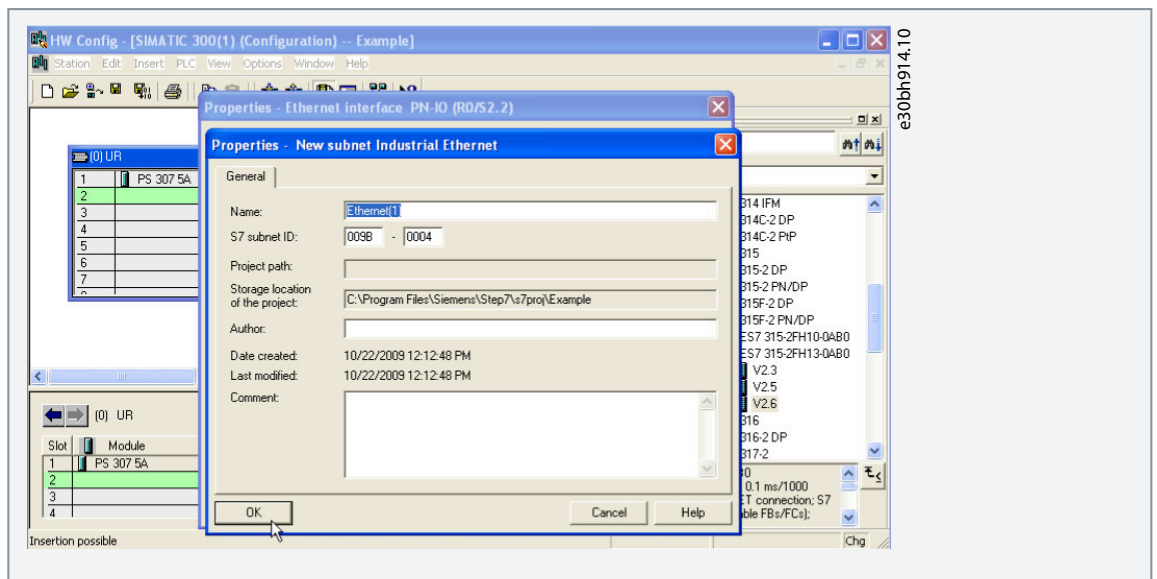 HW Config - [SIMATIC 300(1) (Configuration) -- Example]
Station Edit Insert PLC View Options Window Help
Properties - Ethernet interface PN-IO (R0/S2.2)
Properties - New subnet Industrial Ethernet
General
Name: Ethernet(1)
S7 subnet ID: 009B - 0004
Project path:
Storage location
of the project: C:\Program Files\Siemens\Step7\s7proj\Example
Author:
Date created: 10/22/2009 12:12:48 PM
Last modified: 10/22/2009 12:12:48 PM
Comment:
OK Cancel Help
(0) UR
1 PS 307 5A
2
3
4
5
6
7
(0) UR
Slot Module
1 PS 307 5A
2
3
4
314 IFM
314C-2 DP
314C-2 PtP
315
315-2 DP
315-2 PN/DP
315F-2 DP
315F-2 PN/DP
ES7 315-2FH10-0AB0
ES7 315-2FH13-0AB0
V2.3
V2.5
V2.6
316
316-2 DP
317-2
0.1 ms/1000
ET connection; S7
ble FBs/FCs);
Insertion possible Chg
e30bh914.10